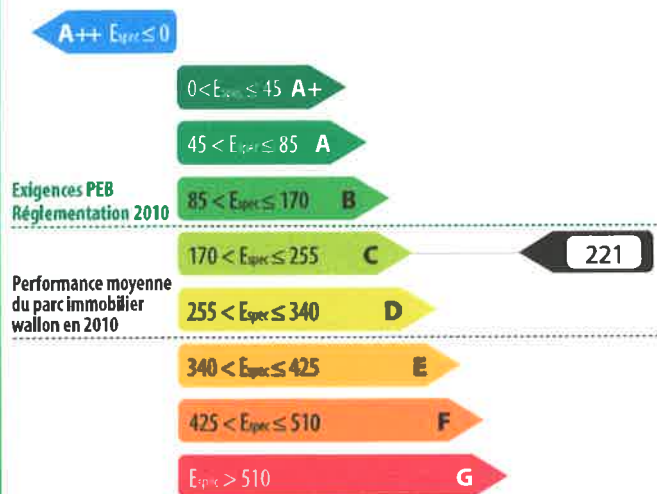 A++ Espec ≤ 0
0 < Espec ≤ 45 A+
45 < Espec ≤ 85 A
Exigences PEB
Réglementation 2010
85 < Espec ≤ 170 B
170 < Espec ≤ 255 C
221
Performance moyenne
du parc immobilier
wallon en 2010
255 < Espec ≤ 340 D
340 < Espec ≤ 425 E
425 < Espec ≤ 510 F
Espec > 510 G